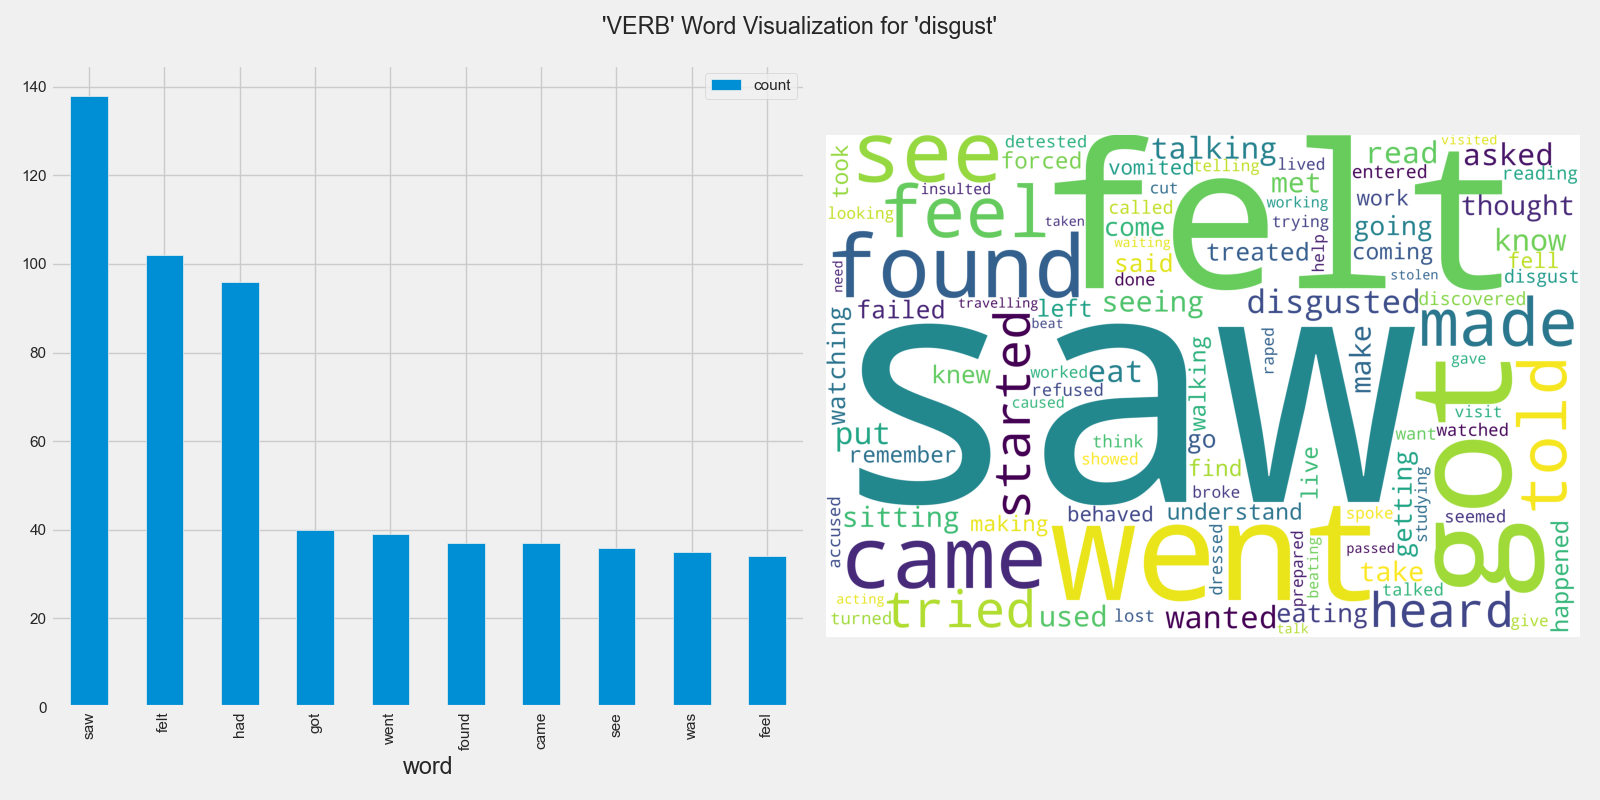 'VERB' Word Visualization for 'disgust'
count
140
120
100
80
60
40
20
0
saw
felt
had
got
went
found
came
see
was
feel
word
took
see
detested
forced
talking
vomited
telling
lived
read
visited
asked
entered
reading
looking
insulted
feel
taken
cut
called
come
waiting
said
done
felt
met
working
trying
work
thought
going
know
treated
help
coming
fell
stolen
disgust
need
found
failed
travelling
left
seeing
disgusted
discovered
beat
made
watching
started
saw
knew
worked
eat
refused
caused
walking
raped
make
gave
got
told
visit
put
think
remember
showed
go
find
want
watched
broke
live
getting
studying
accused
sitting
making
behaved
understand
spoke
seemed
came
went
dressed
prepared
beating
passed
take
talked
happened
acting
turned
tried
used
lost
wanted
eating
talk
heard
give